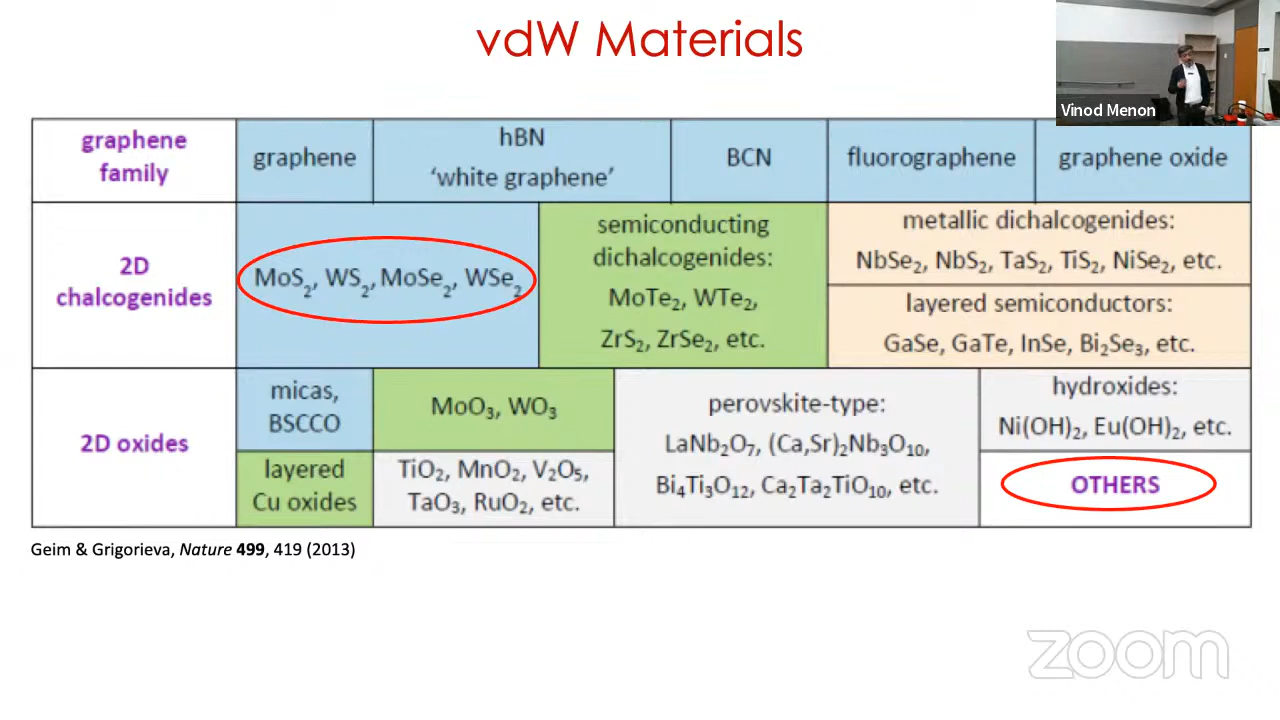 vdW Materials
Vinod Menon
graphene
family
graphene
hBN
‘white graphene’
BCN
fluorographene
graphene oxide
2D
chalcogenides
MoS₂, WS₂, MoSe₂, WSe₂
semiconducting
dichalcogenides:
MoTe₂, WTe₂,
ZrS₂, ZrSe₂, etc.
metallic dichalcogenides:
NbSe₂, NbS₂, TaS₂, TiS₂, NiSe₂, etc.
layered semiconductors:
GaSe, GaTe, InSe, Bi₂Se₃, etc.
2D oxides
micas,
BSCCO
MoO₃, WO₃
layered
Cu oxides
TiO₂, MnO₂, V₂O₅,
TaO₃, RuO₂, etc.
perovskite-type:
LaNb₂O₇, (Ca,Sr)₂Nb₃O₁₀,
Bi₄Ti₃O₁₂, Ca₂Ta₂TiO₁₀, etc.
hydroxides:
Ni(OH)₂, Eu(OH)₂, etc.
OTHERS
Geim & Grigorieva, Nature 499, 419 (2013)
zoom